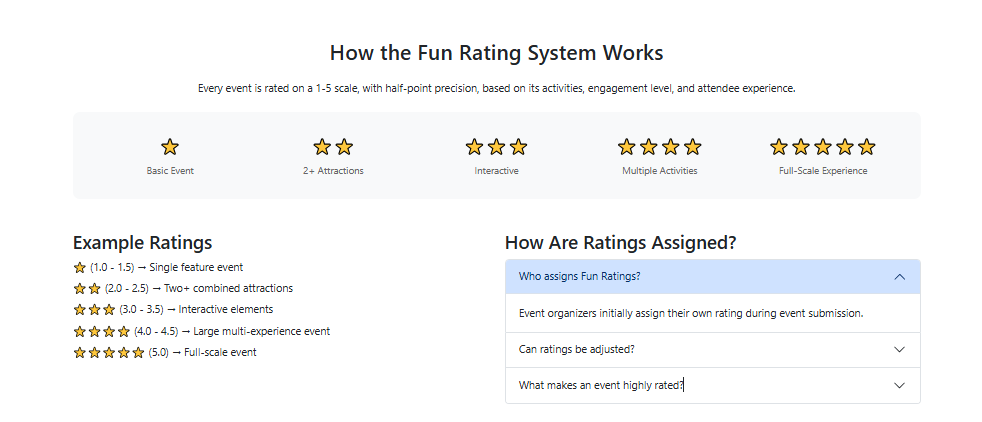 How the Fun Rating System Works
Every event is rated on a 1-5 scale, with half-point precision, based on its activities, engagement level, and attendee experience.
Basic Event
2+ Attractions
Interactive
Multiple Activities
Full-Scale Experience
Example Ratings
(1.0 - 1.5) → Single feature event
(2.0 - 2.5) → Two+ combined attractions
(3.0 - 3.5) → Interactive elements
(4.0 - 4.5) → Large multi-experience event
(5.0) → Full-scale event
How Are Ratings Assigned?
Who assigns Fun Ratings?
Event organizers initially assign their own rating during event submission.
Can ratings be adjusted?
What makes an event highly rated?